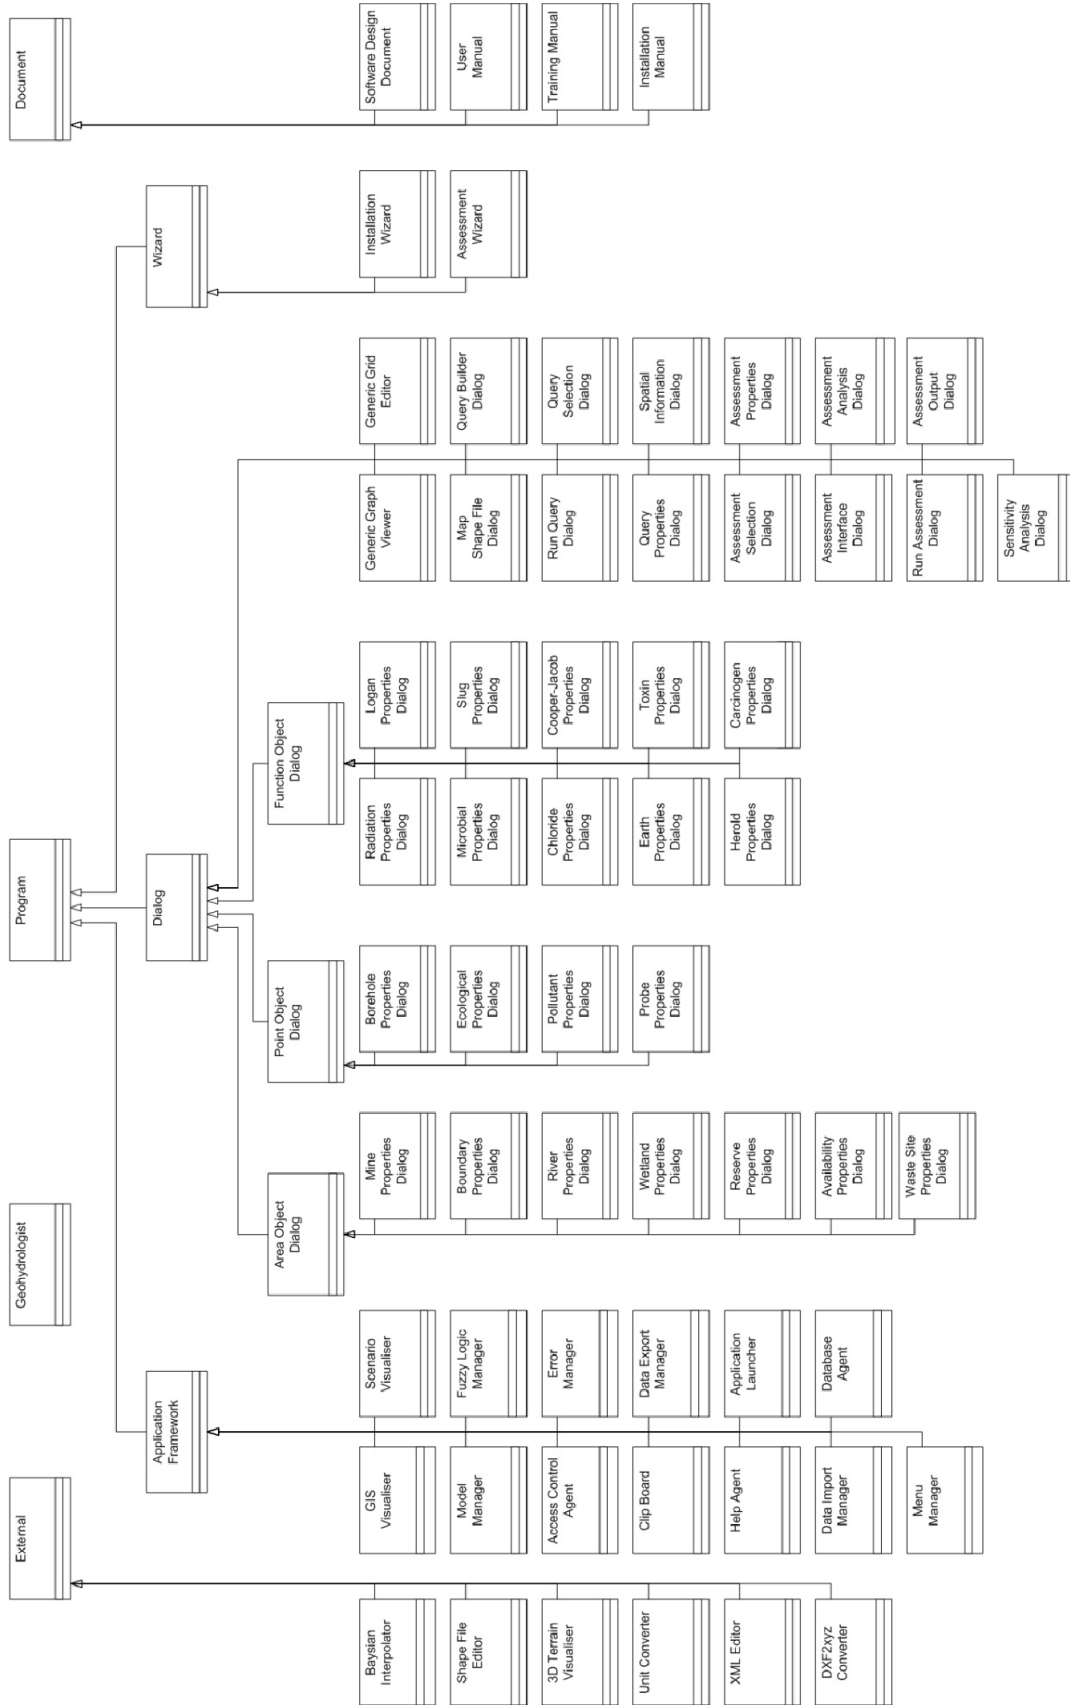 External
Geohydrologist
Program
Document
Application
Framework
Dialog
Wizard
Area Object
Dialog
Point Object
Dialog
Function Object
Dialog
Baysian
Interpolator
GIS
Visualiser
Scenario
Visualiser
Mine
Properties
Dialog
Borehole
Properties
Dialog
Radiation
Properties
Dialog
Logan
Properties
Dialog
Generic Graph
Viewer
Generic Grid
Editor
Installation
Wizard
Software Design
Document
Shape File
Editor
Model
Manager
Fuzzy Logic
Manager
Boundary
Properties
Dialog
Ecological
Properties
Dialog
Microbial
Properties
Dialog
Slug
Properties
Dialog
Map
Shape File
Dialog
Query Builder
Dialog
Assessment
Wizard
User
Manual
3D Terrain
Visualiser
Access Control
Agent
Error
Manager
River
Properties
Dialog
Pollutant
Properties
Dialog
Chloride
Properties
Dialog
Cooper-Jacob
Properties
Dialog
Run Query
Dialog
Query
Selection
Dialog
Training Manual
Unit Converter
Clip Board
Data Export
Manager
Wetland
Properties
Dialog
Probe
Properties
Dialog
Earth
Properties
Dialog
Toxin
Properties
Dialog
Query
Properties
Dialog
Spatial
Information
Dialog
Installation
Manual
XML Editor
Help Agent
Application
Launcher
Reserve
Properties
Dialog
Herold
Properties
Dialog
Carcinogen
Properties
Dialog
Assessment
Selection
Dialog
Assessment
Properties
Dialog
DXF2xyz
Converter
Data Import
Manager
Database
Agent
Availability
Properties
Dialog
Assessment
Interface
Dialog
Assessment
Analysis
Dialog
Menu
Manager
Waste Site
Properties
Dialog
Run Assessment
Dialog
Assessment
Output
Dialog
Sensitivity
Analysis
Dialog